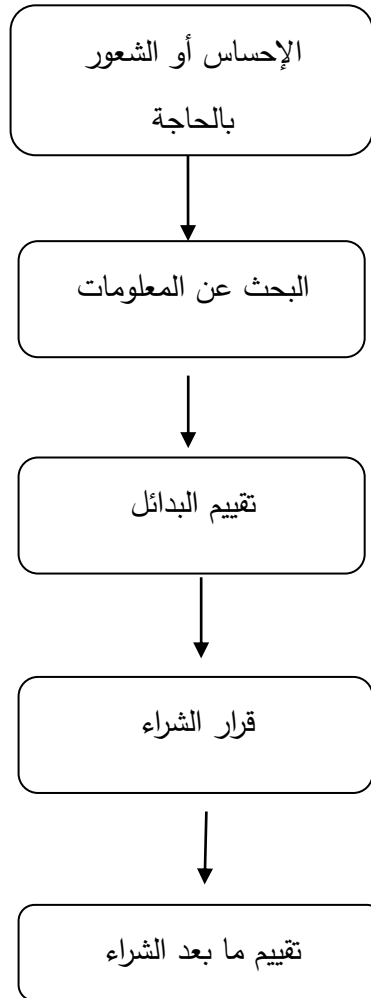 الإحساس أو الشعور
بالحاجة
البحث عن المعلومات
تقييم البدائل
قرار الشراء
تقييم ما بعد الشراء